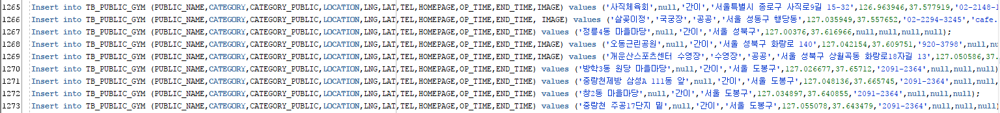 1265 Insert into TB_PUBLIC_GYM (PUBLIC_NAME,CATEGORY,CATEGORY_PUBLIC,LOCATION,LNG,LAT,TEL,HOMEPAGE,OP_TIME,END_TIME,IMAGE) values ('사직체육회',null,'간이','서울특별시 종로구 사직로9길 15-32',126.963946,37.577919,'02-2148-1
1266 Insert into TB_PUBLIC_GYM (PUBLIC_NAME,CATEGORY,CATEGORY_PUBLIC,LOCATION,LNG,LAT,TEL,HOMEPAGE,OP_TIME,END_TIME, IMAGE) values ('살곶이정','국궁장','공공','서울 성동구 행당동',127.035949,37.557652,'02-2294-3245','cafe.
1267 Insert into TB_PUBLIC_GYM (PUBLIC_NAME,CATEGORY,CATEGORY_PUBLIC,LOCATION,LNG,LAT,TEL,HOMEPAGE,OP_TIME,END_TIME) values ('정릉4동 마을마당',null,'간이','서울 성북구',127.00376,37.616966,null,null,null,null);
1268 Insert into TB_PUBLIC_GYM (PUBLIC_NAME,CATEGORY,CATEGORY_PUBLIC,LOCATION,LNG,LAT,TEL,HOMEPAGE,OP_TIME,END_TIME,IMAGE) values ('오동근린공원',null,'간이','서울 성북구 화랑로 140',127.042154,37.609751,'920-3798',null,nu
1269 Insert into TB_PUBLIC_GYM (PUBLIC_NAME,CATEGORY,CATEGORY_PUBLIC,LOCATION,LNG,LAT,TEL,HOMEPAGE,OP_TIME,END_TIME,IMAGE) values ('개운산스포츠센터 수영장','수영장','공공','서울 성북구 상월곡동 화랑로18자길 13',127.050586,37.
1270 Insert into TB_PUBLIC_GYM (PUBLIC_NAME,CATEGORY,CATEGORY_PUBLIC,LOCATION,LNG,LAT,TEL,HOMEPAGE,OP_TIME,END_TIME) values ('방학3동 원당 마을마당',null,'간이','서울 도봉구',127.026677,37.65712,'2091-2364',null,null,null)
1271 Insert into TB_PUBLIC_GYM (PUBLIC_NAME,CATEGORY,CATEGORY_PUBLIC,LOCATION,LNG,LAT,TEL,HOMEPAGE,OP_TIME,END_TIME) values ('중랑천제방 삼성A 111동 앞',null,'간이','서울 도봉구',127.048136,37.665745,'2091-2364',null,null,
1272 Insert into TB_PUBLIC_GYM (PUBLIC_NAME,CATEGORY,CATEGORY_PUBLIC,LOCATION,LNG,LAT,TEL,HOMEPAGE,OP_TIME,END_TIME) values ('창2동 마을마당',null,'간이','서울 도봉구',127.034897,37.640855,'2091-2364',null,null,null);
1273 Insert into TB_PUBLIC_GYM (PUBLIC_NAME,CATEGORY,CATEGORY_PUBLIC,LOCATION,LNG,LAT,TEL,HOMEPAGE,OP_TIME,END_TIME) values ('중랑천 주공17단지 밑',null,'간이','서울 도봉구',127.055078,37.643479,'2091-2364',null,null,null)